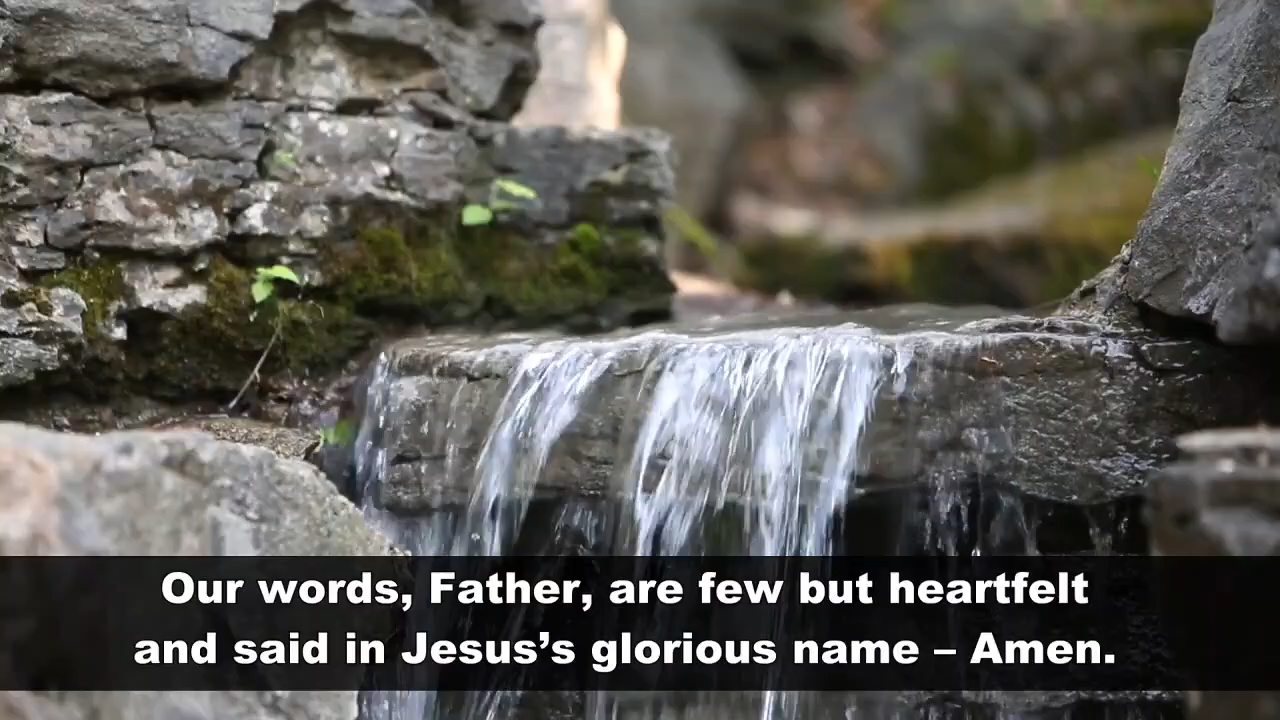 Our words, Father, are few but heartfelt
and said in Jesus’s glorious name – Amen.